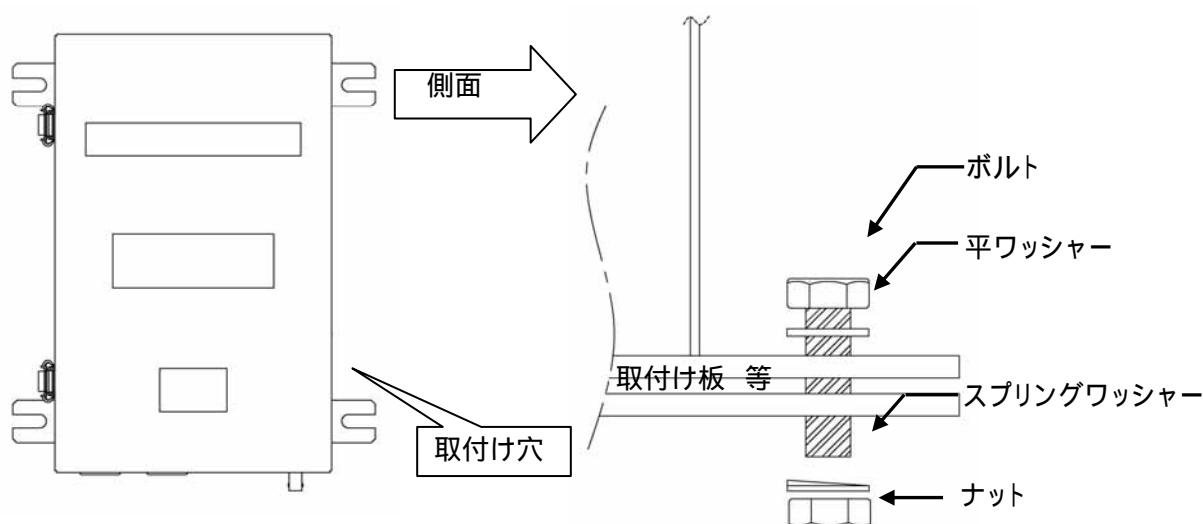 側面
取付け穴
ボルト
平ワッシャー
取付け板 等
スプリングワッシャー
ナット